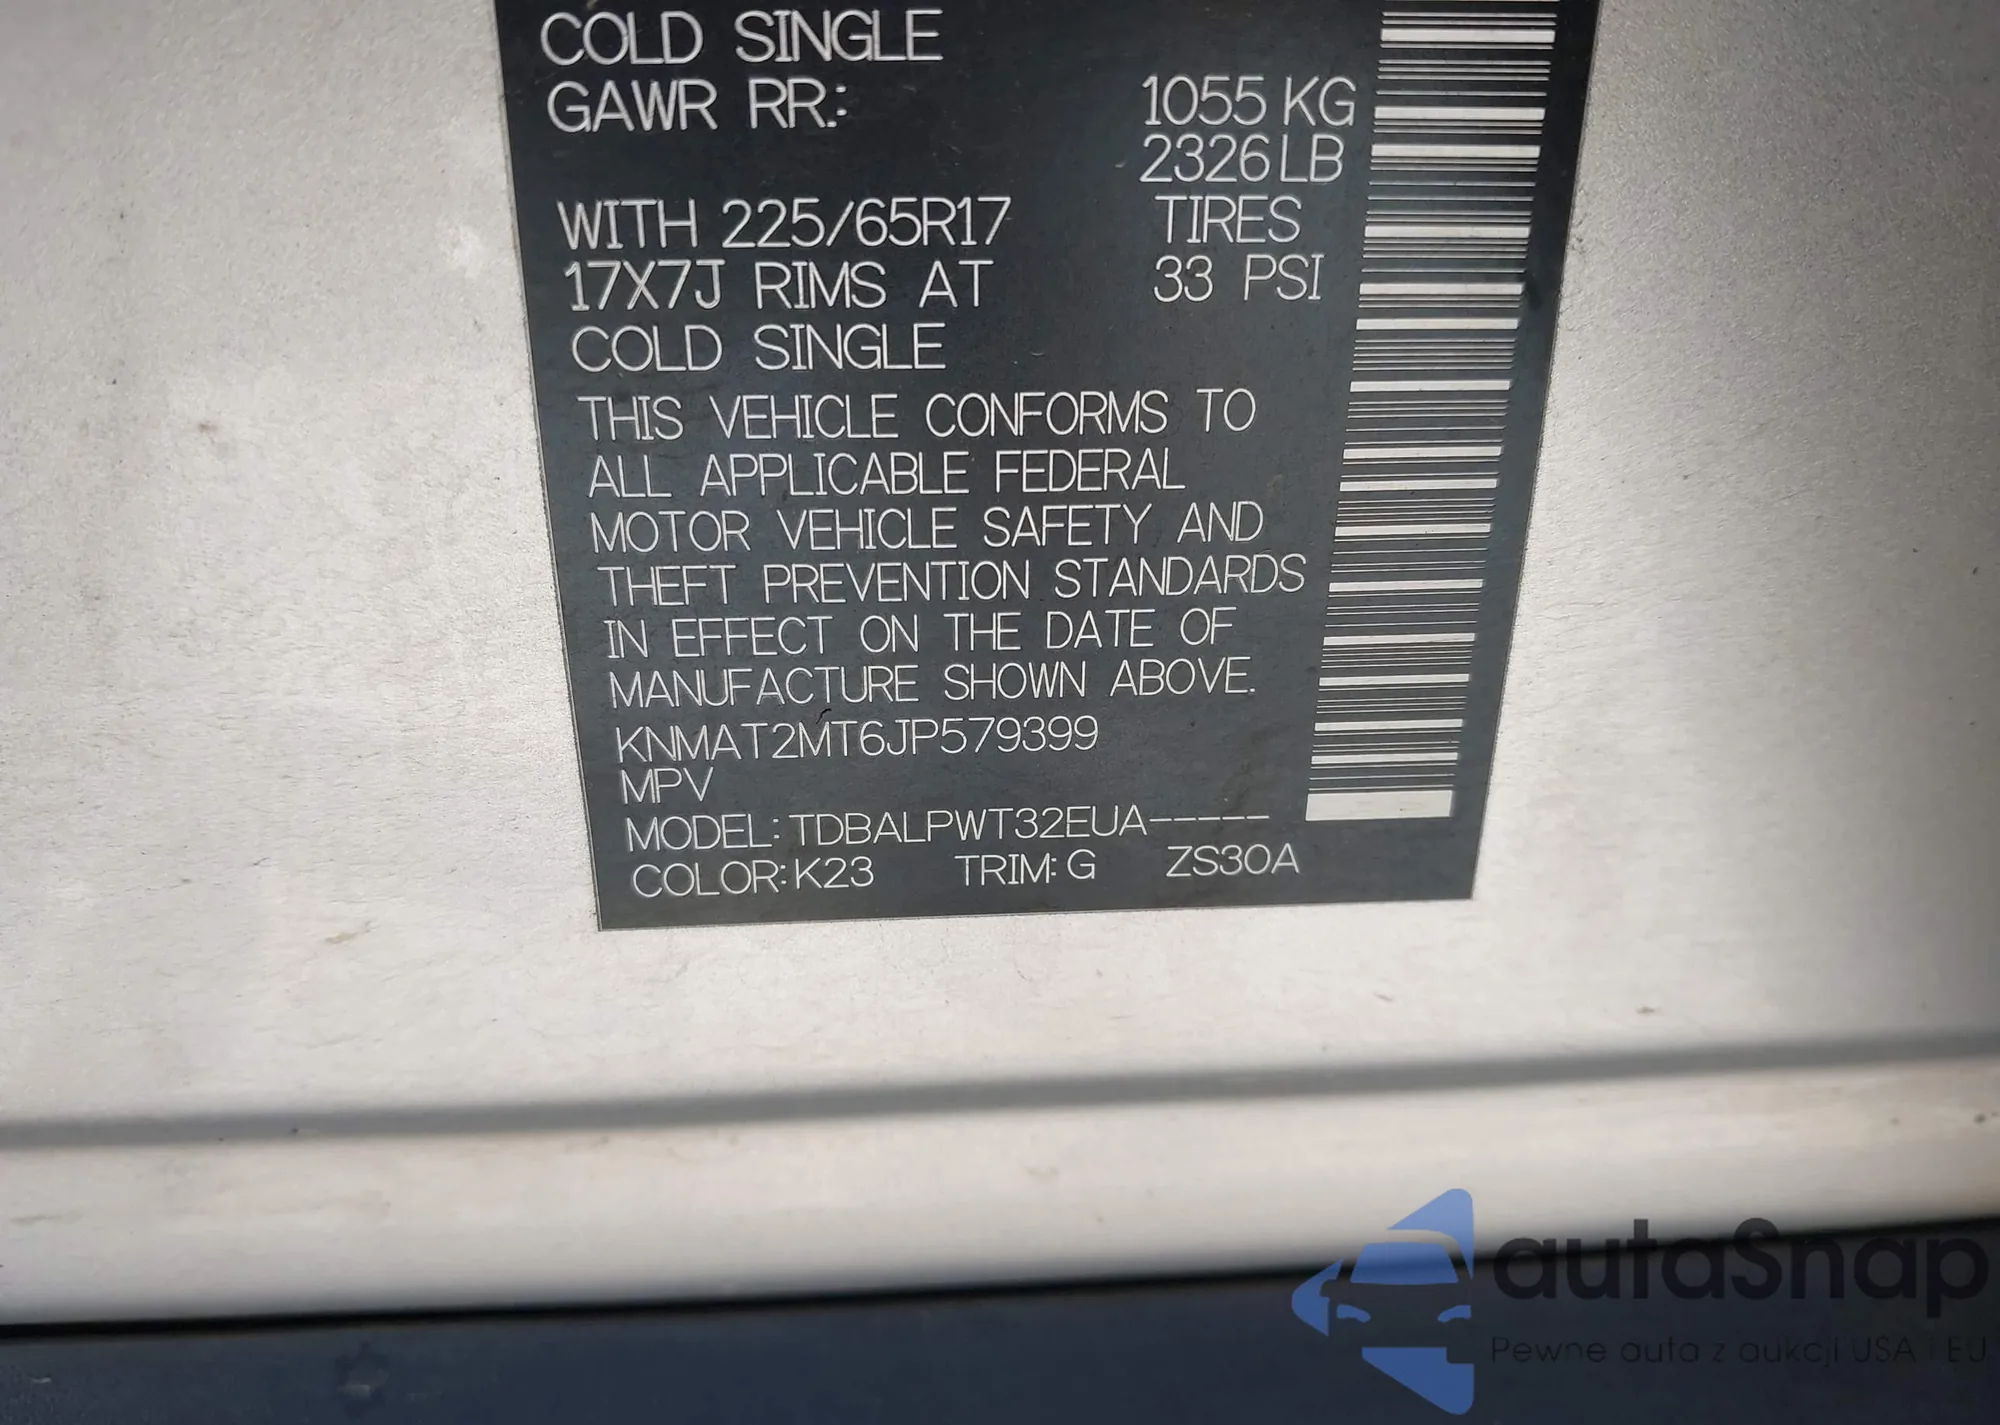 COLD SINGLE
GAWR RR.: 1055 KG
2326 LB
WITH 225/65R17 TIRES
17X7J RIMS AT 33 PSI
COLD SINGLE
THIS VEHICLE CONFORMS TO
ALL APPLICABLE FEDERAL
MOTOR VEHICLE SAFETY AND
THEFT PREVENTION STANDARDS
IN EFFECT ON THE DATE OF
MANUFACTURE SHOWN ABOVE.
KNMAT2MT6JP579399
MPV
MODEL: TDBALPWT32EUA-----
COLOR: K23 TRIM: G ZS30A
autoSnap
Pewne auta z aukcji USA i EU